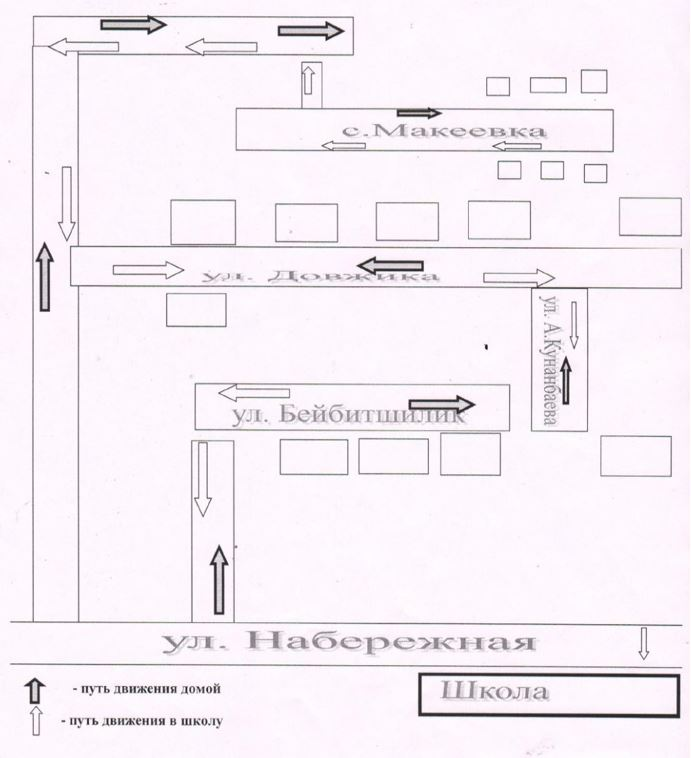 с.Макеевка
ул. Довжика
ул. А.Кунанбаева
ул. Бейбитшилик
ул. Набережная
Школа
- путь движения домой
- путь движения в школу